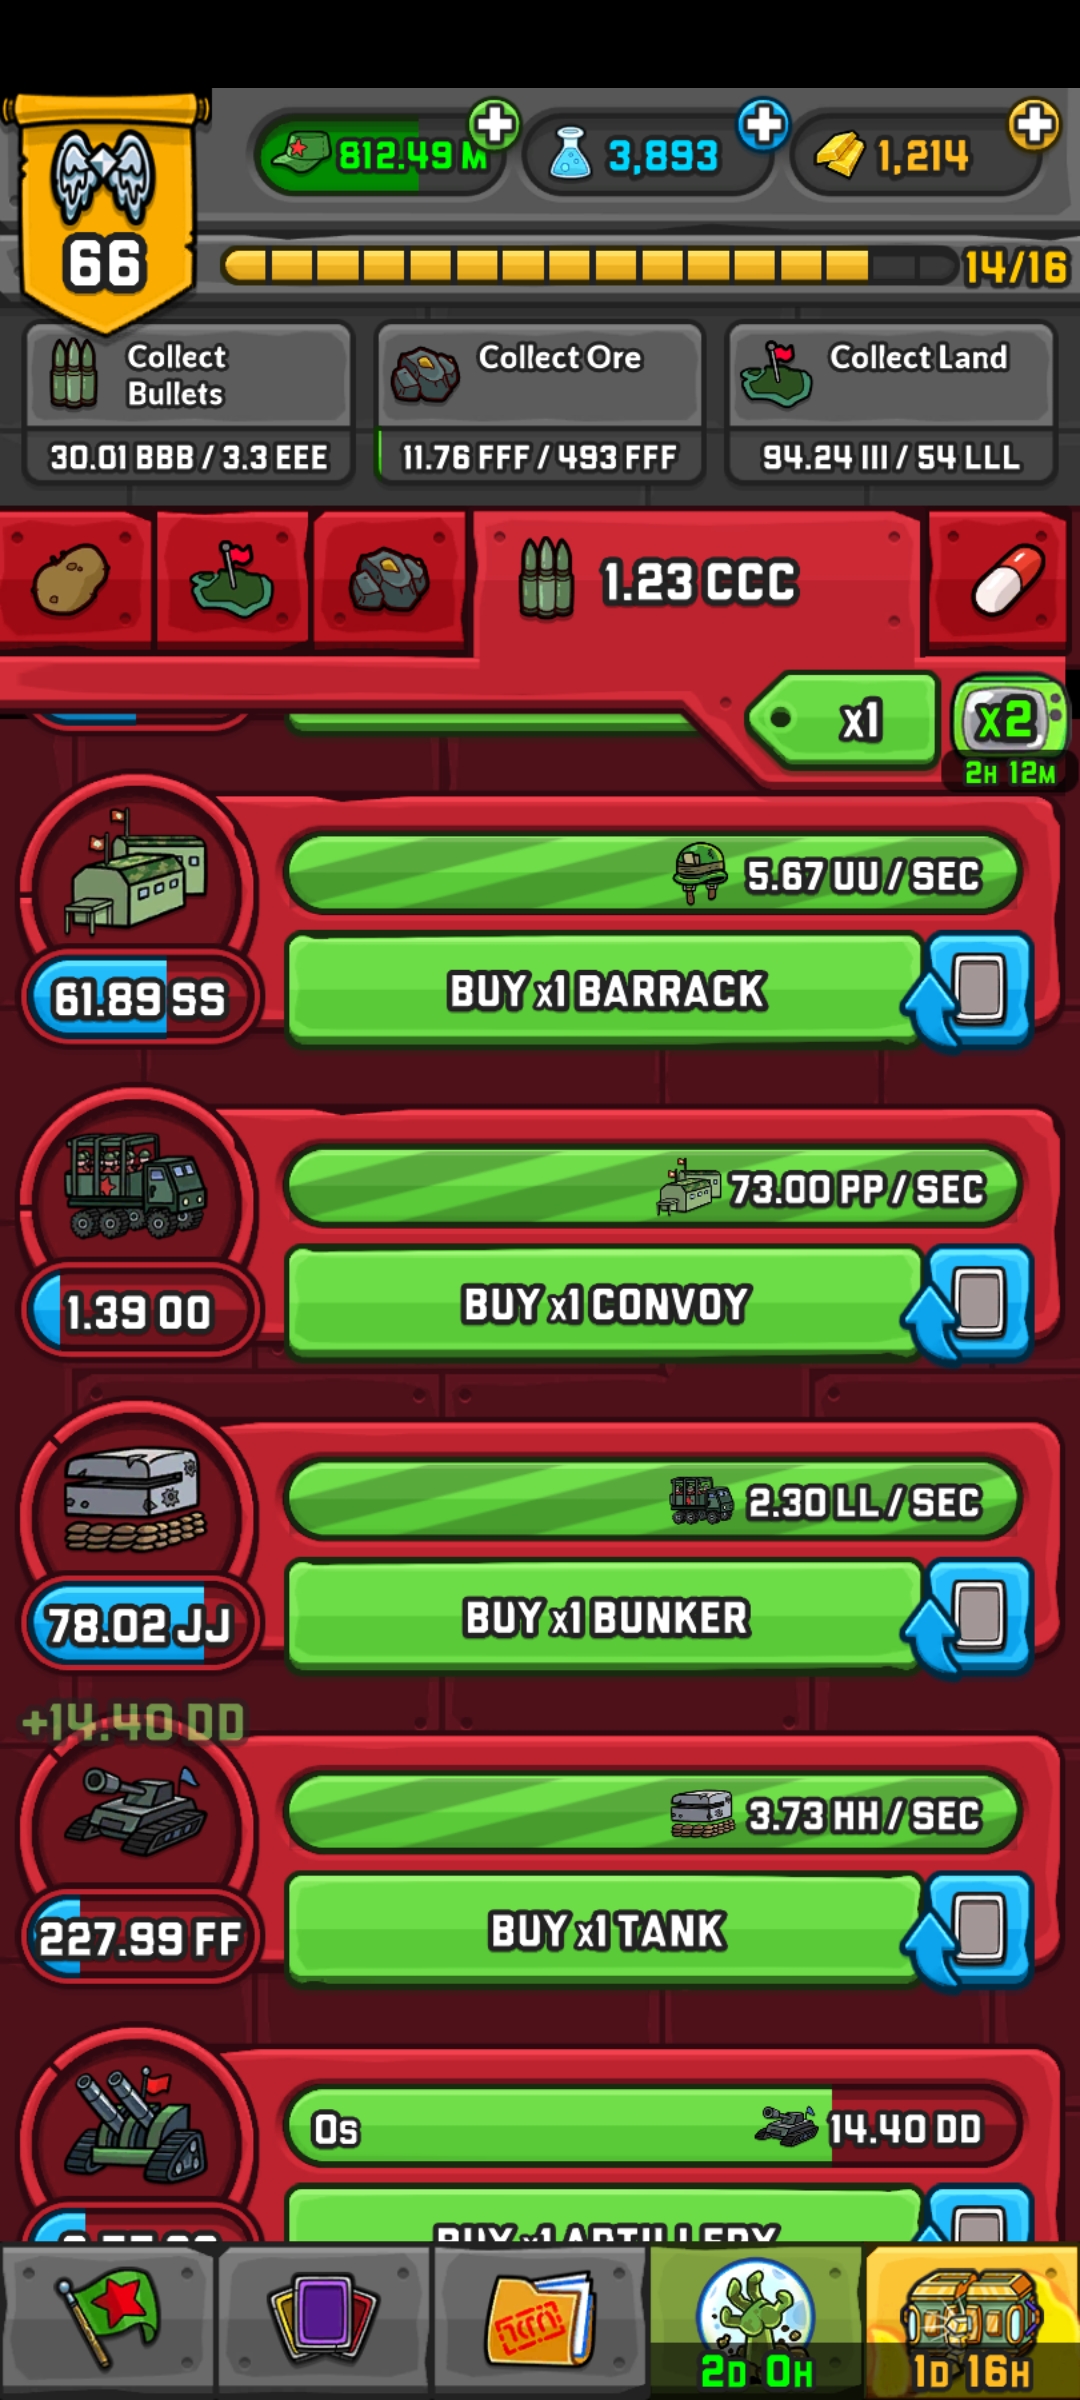 812.49 M
3,893
1,214
66
14/16
Collect
Bullets
Collect Ore
Collect Land
30.01 BBB / 3.3 EEE
11.76 FFF / 493 FFF
94.24 III / 54 LLL
1.23 CCC
x1
x2
2H 12M
5.67 UU / SEC
61.89 SS
BUY x1 BARRACK
73.00 PP / SEC
1.39 OO
BUY x1 CONVOY
2.30 LL / SEC
78.02 JJ
BUY x1 BUNKER
+14.40 DD
3.73 HH / SEC
227.99 FF
BUY x1 TANK
0s
14.40 DD
BUY x1 ARTILLERY
2D 0H
1D 16H